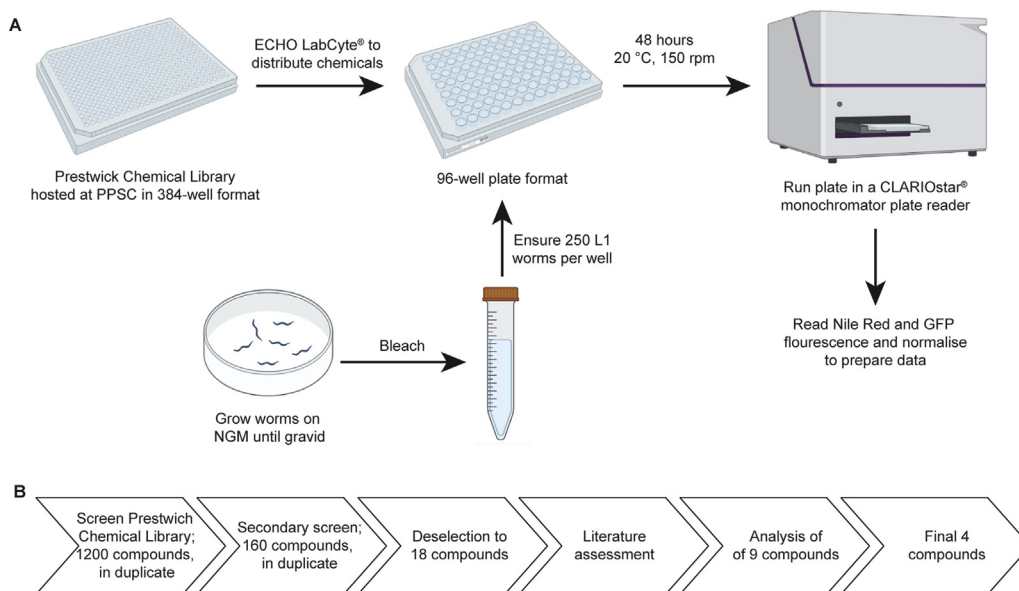 A
ECHO LabCyte® to
distribute chemicals
48 hours
20 °C, 150 rpm
Prestwick Chemical Library
hosted at PPSC in 384-well format
96-well plate format
Run plate in a CLARIOstar®
monochromator plate reader
Ensure 250 L1
worms per well
Bleach
Grow worms on
NGM until gravid
Read Nile Red and GFP
flourescence and normalise
to prepare data
B
Screen Prestwich
Chemical Library;
1200 compounds,
in duplicate
Secondary screen;
160 compounds,
in duplicate
Deselection to
18 compounds
Literature
assessment
Analysis of
of 9 compounds
Final 4
compounds